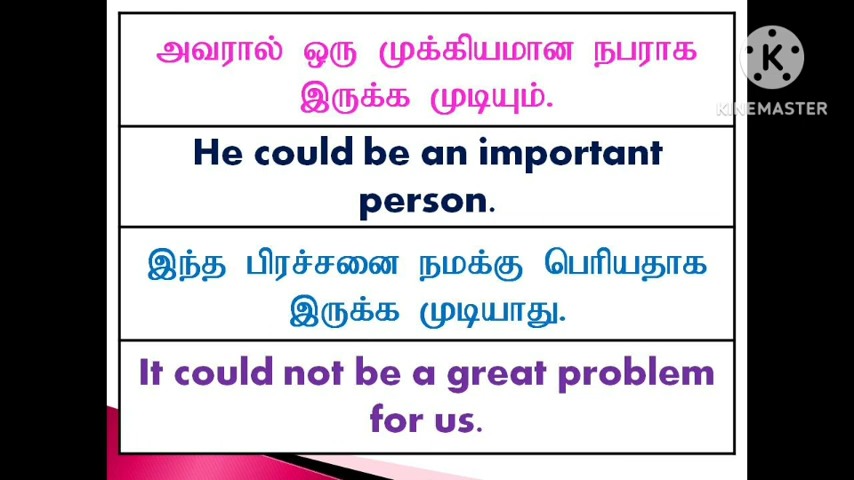 அவரால் ஒரு முக்கியமான நபராக
இருக்க முடியும்.
KINEMASTER
He could be an important
person.
இந்த பிரச்சனை நமக்கு பெரியதாக
இருக்க முடியாது.
It could not be a great problem
for us.